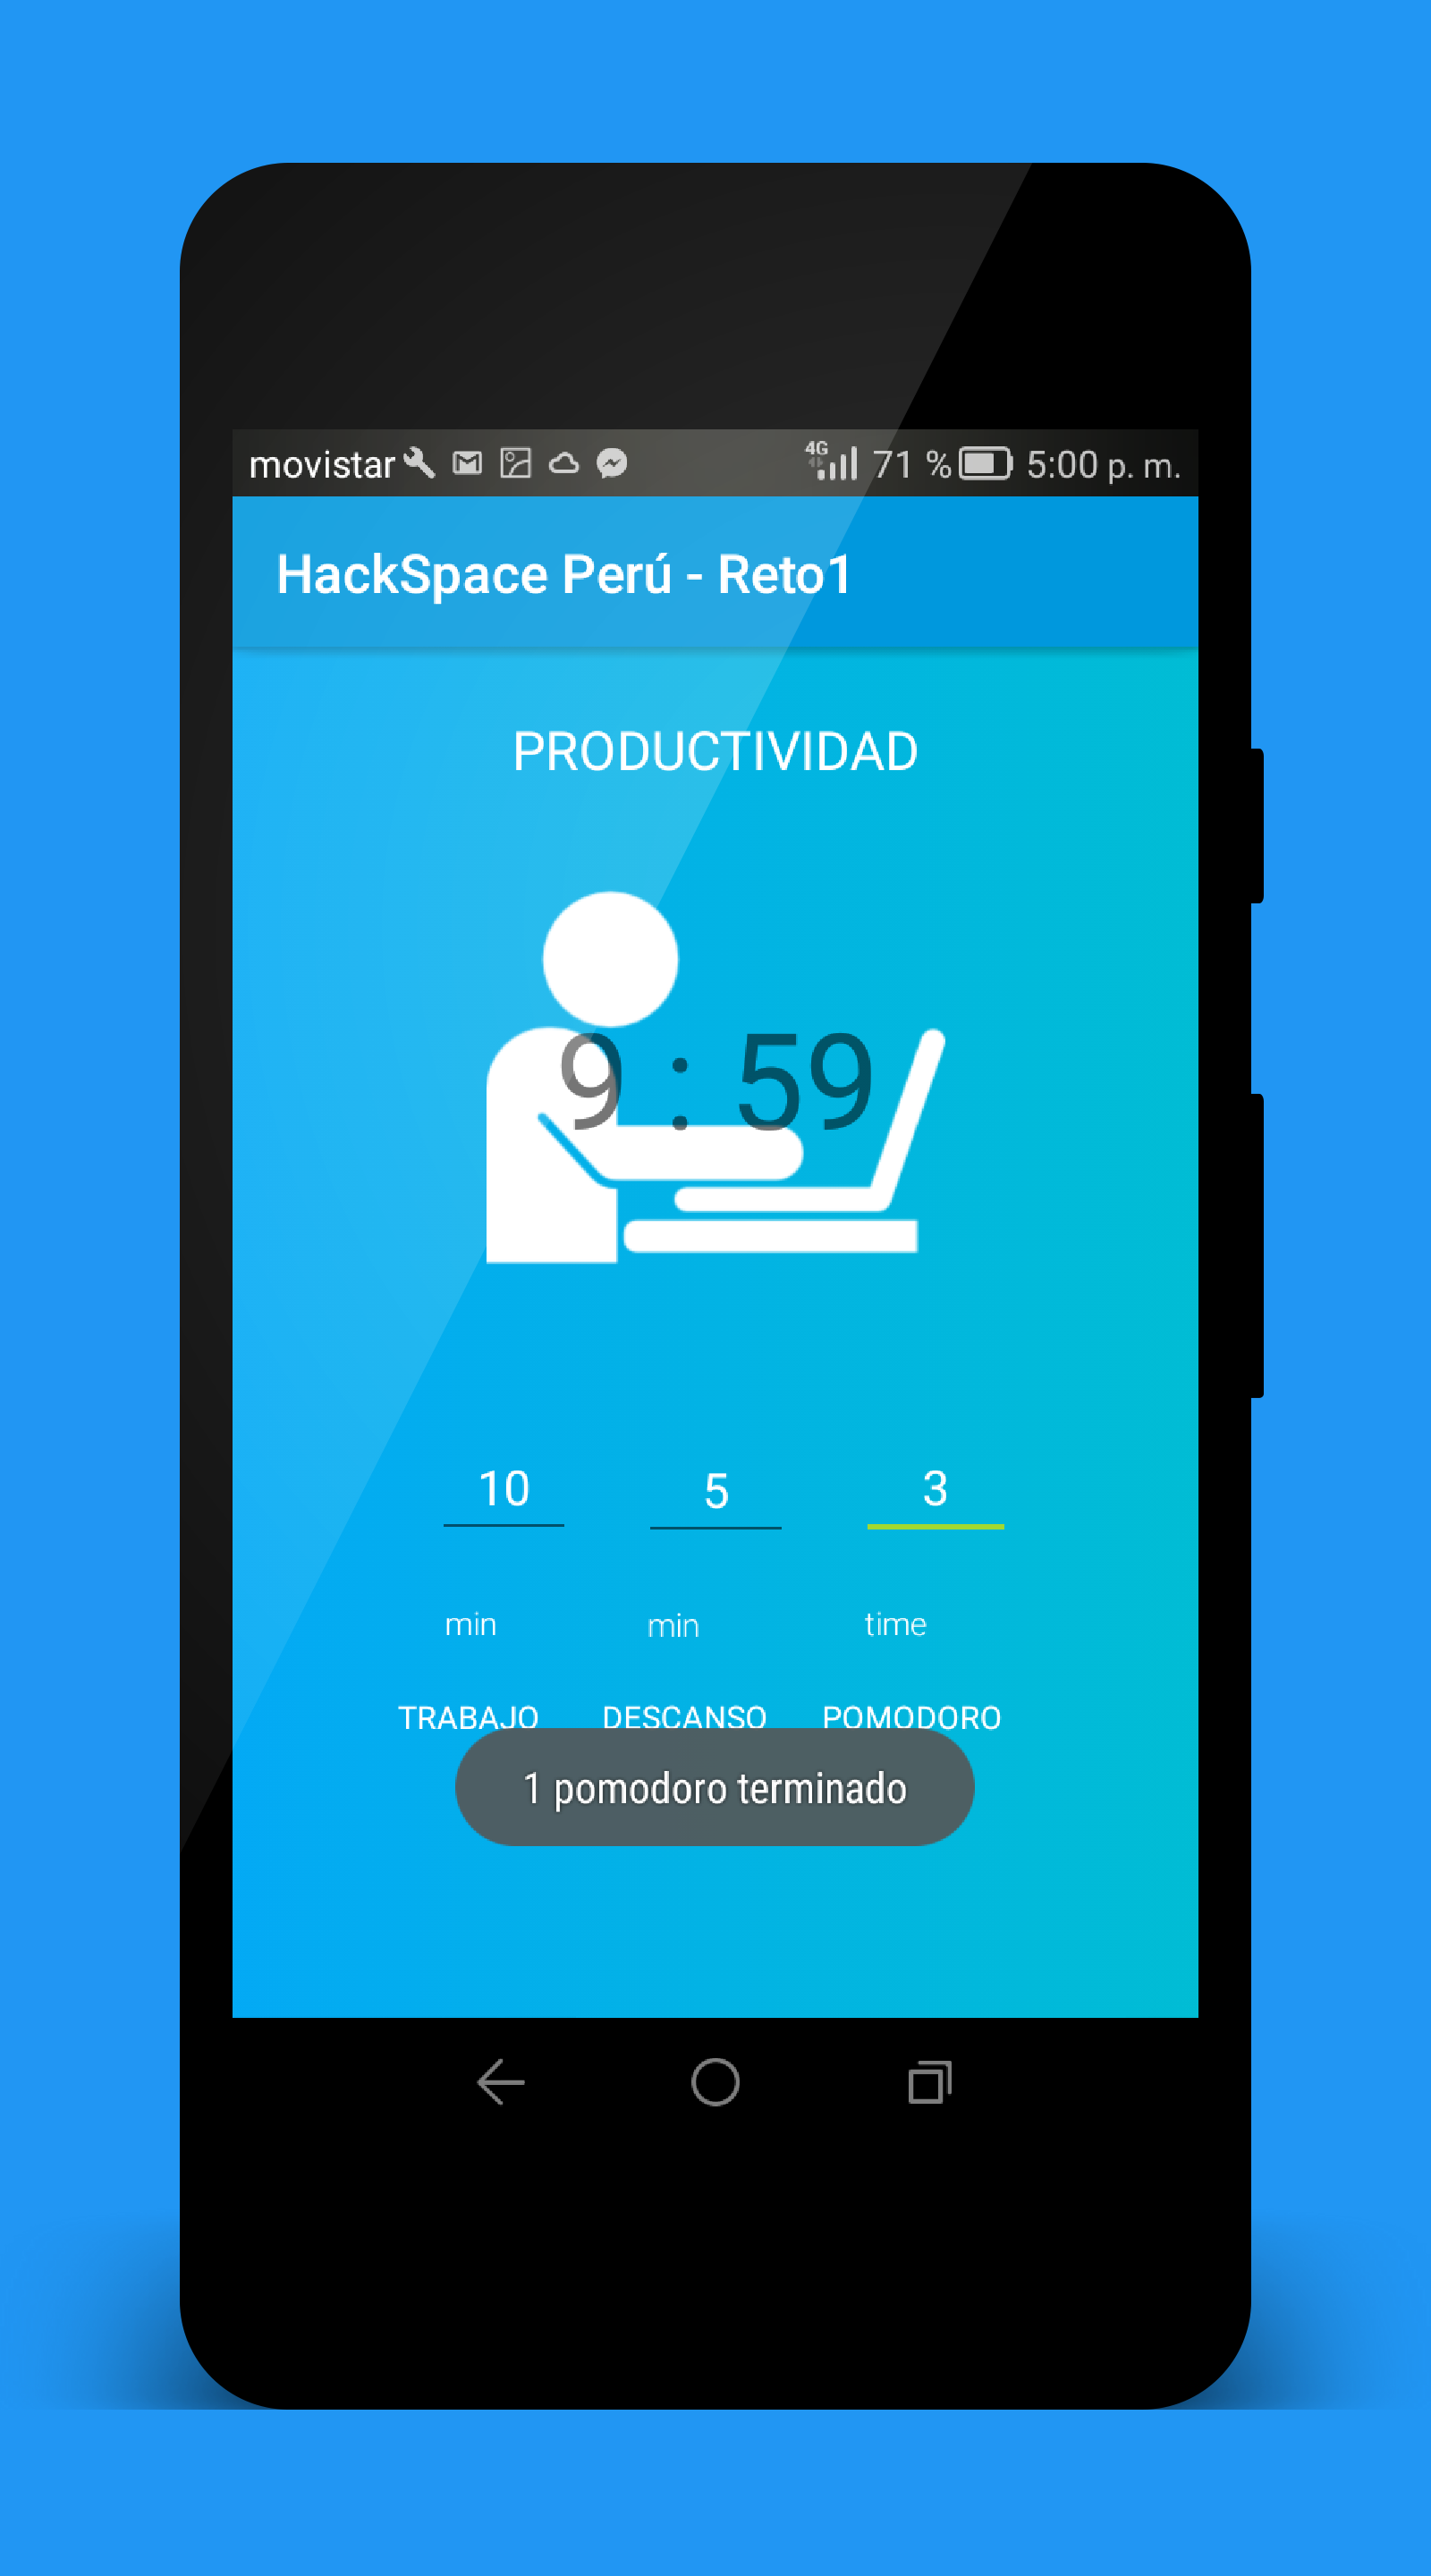 movistar 4G 71 % 5:00 p. m.
HackSpace Perú - Reto1
PRODUCTIVIDAD
9 : 59
10 5 3
min min time
TRABAJO DESCANSO POMODORO
1 pomodoro terminado